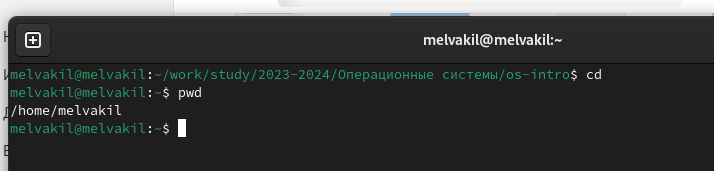 melvakil@melvakil:~
melvakil@melvakil:~/work/study/2023-2024/Операционные системы/os-intro$ cd
melvakil@melvakil:~$ pwd
/home/melvakil
melvakil@melvakil:~$